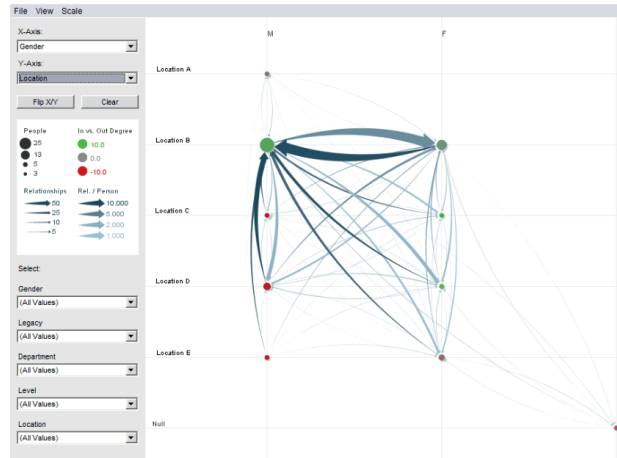 File View Scale
X-Axis:
Gender
Y-Axis:
Location
Flip X/Y Clear
People In vs. Out Degree
25 10.0
13 0.0
5 -10.0
3
Relationships Rel. / Person
50 10.000
25 5.000
10 2.000
5 1.000
Select:
Gender
(All Values)
Legacy
(All Values)
Department
(All Values)
Level
(All Values)
Location
(All Values)
M F
Location A
Location B
Location C
Location D
Location E
Null